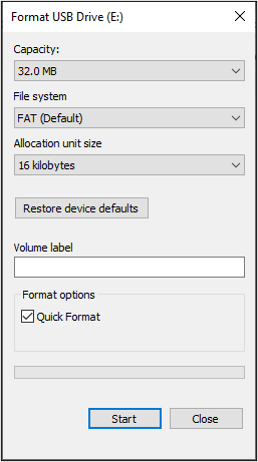 Format USB Drive (E:)
Capacity:
32.0 MB
File system
FAT (Default)
Allocation unit size
16 kilobytes
Restore device defaults
Volume label
Format options
Quick Format
Start
Close